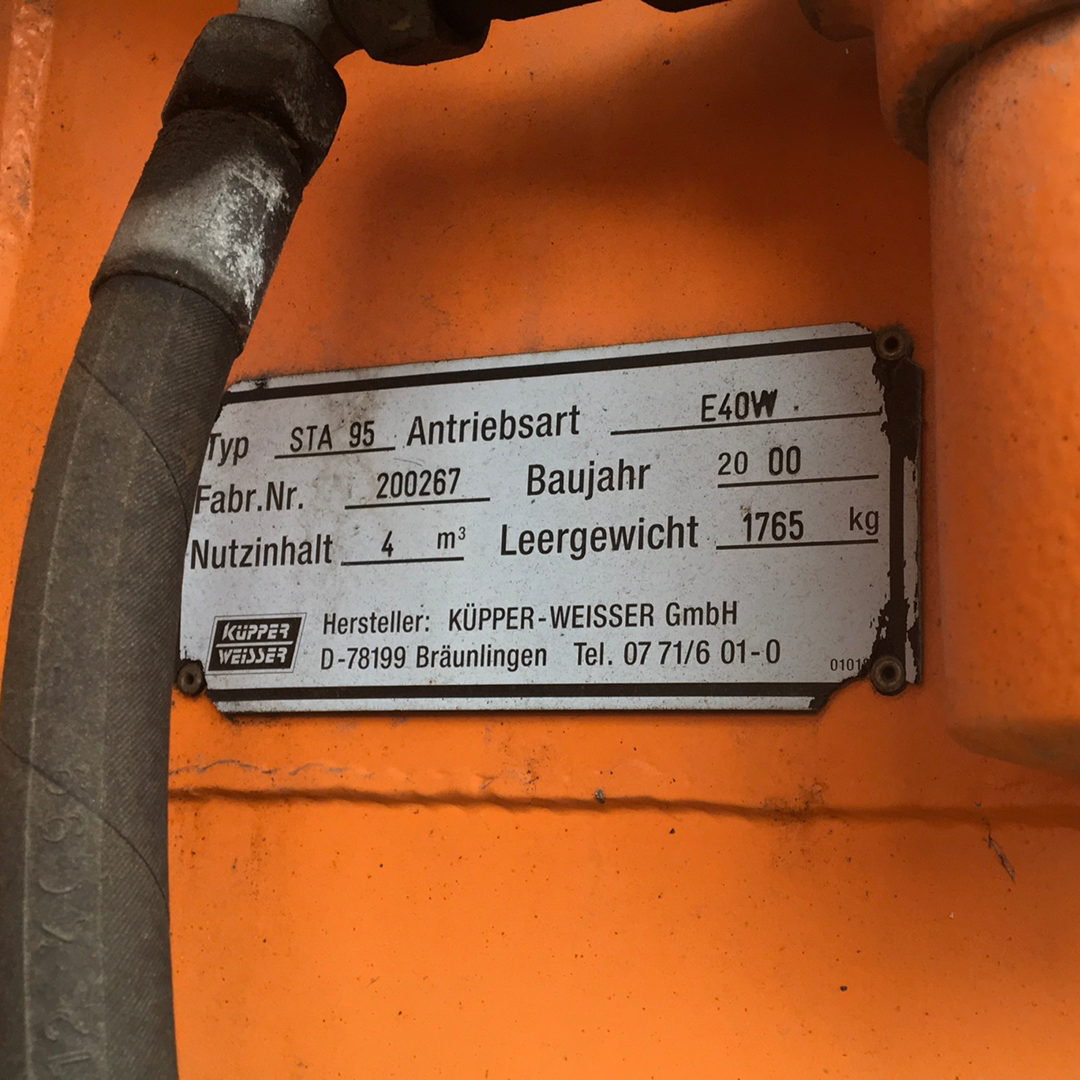 Typ STA 95 Antriebsart E40W
Fabr.Nr. 200267 Baujahr 20 00
Nutzinhalt 4 m³ Leergewicht 1765 kg
KÜPPER
WEISSER
Hersteller: KÜPPER-WEISSER GmbH
D-78199 Bräunlingen Tel. 07 71/6 01-0